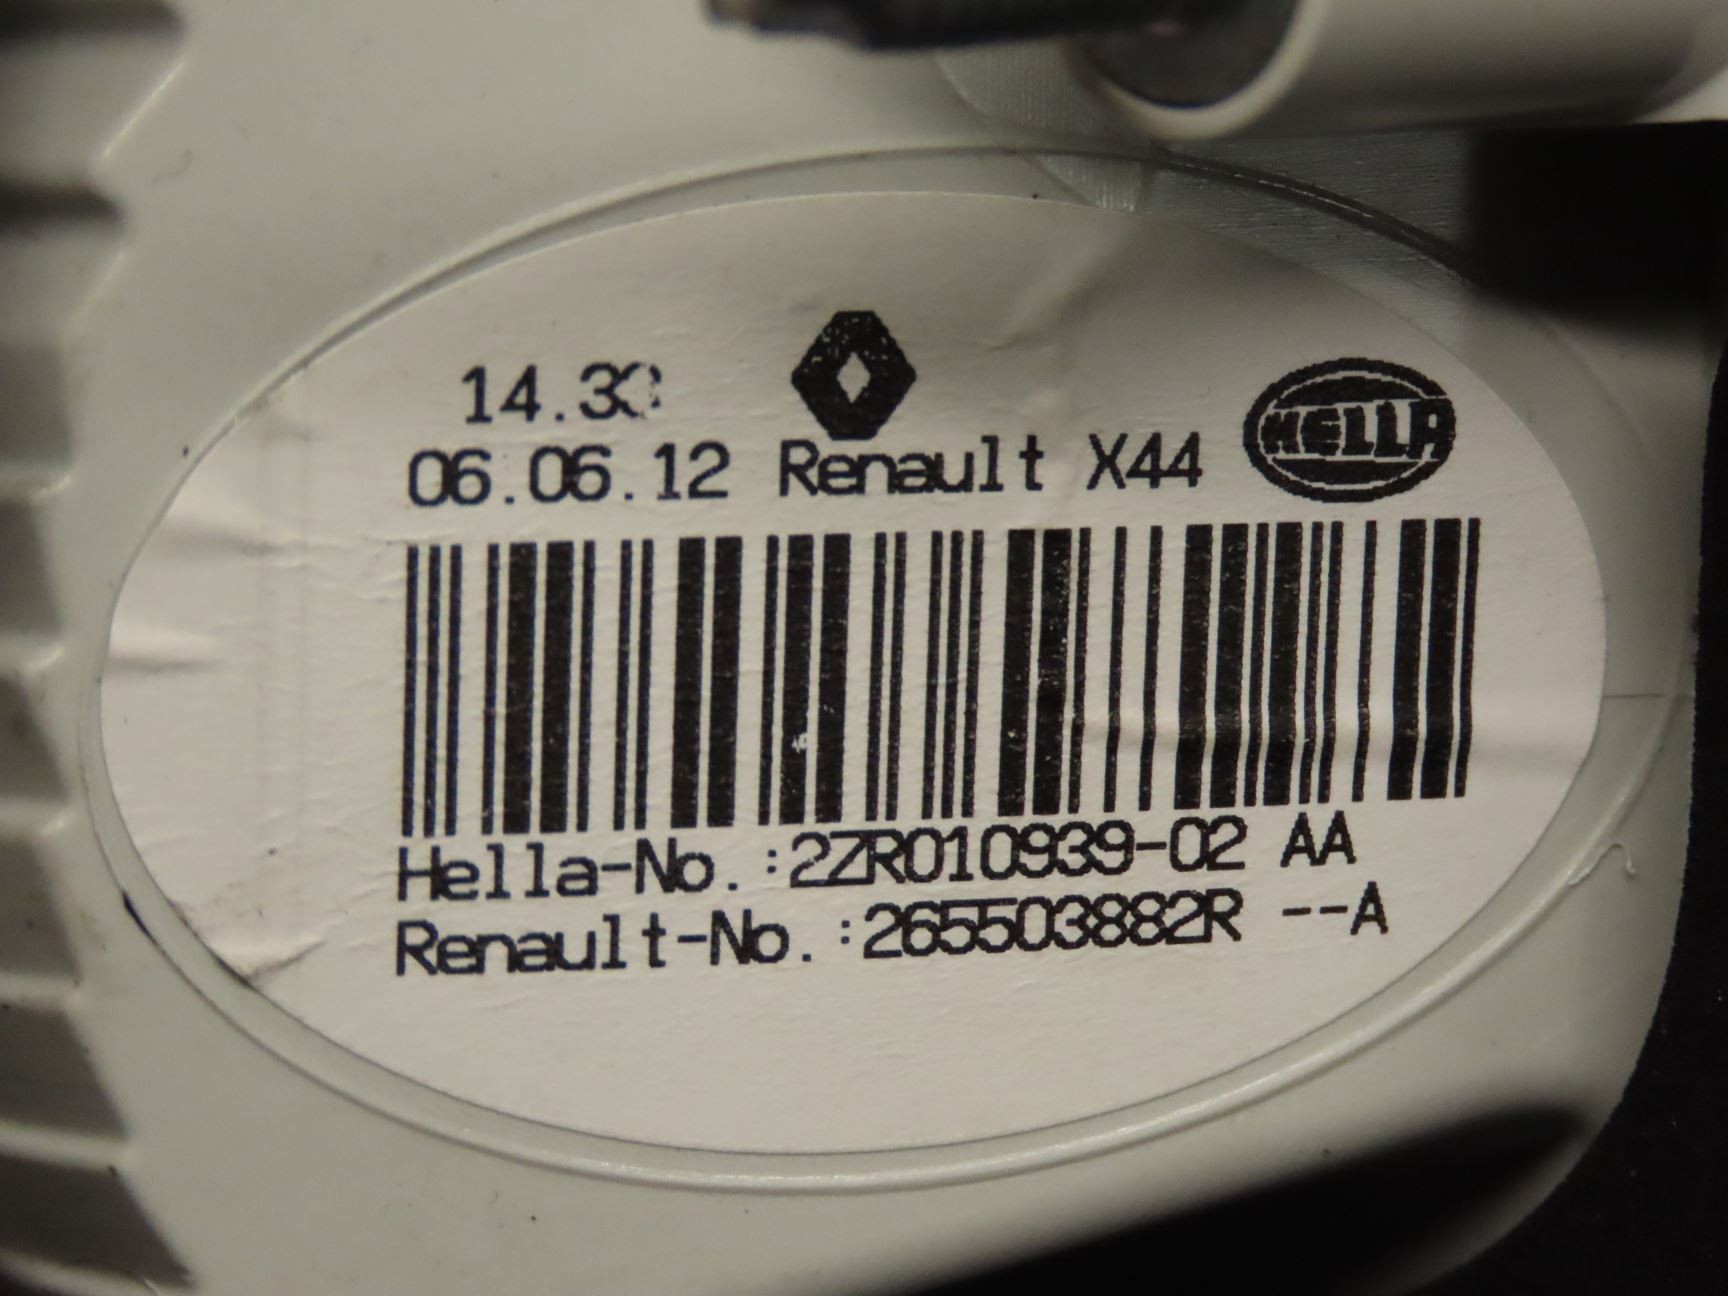 06.06.12 Renault X44
HELLA
Hella-No.:2ZR010939-02 AA
Renault-No.:265503882R --A